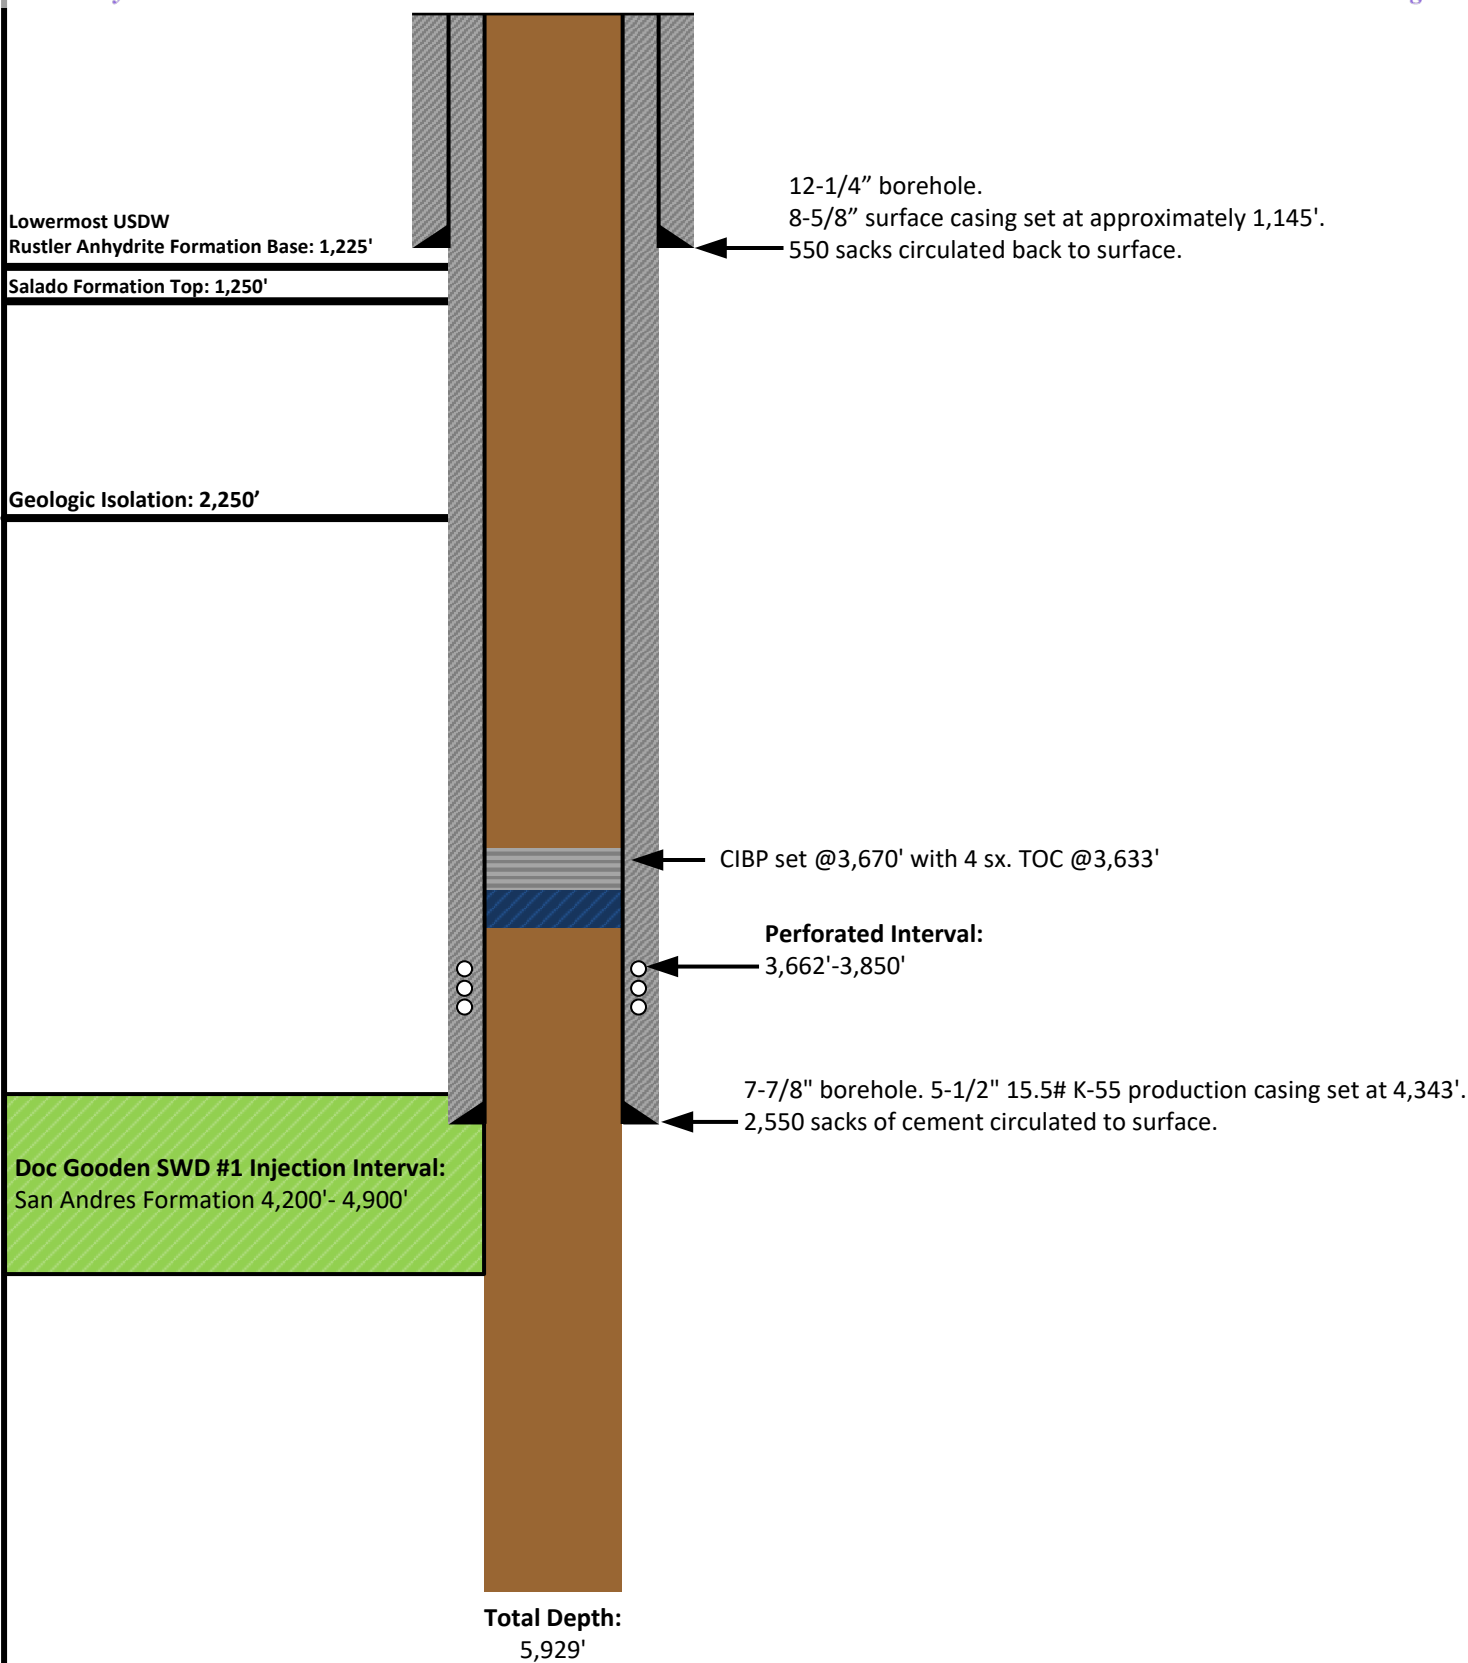 12-1/4” borehole.
8-5/8” surface casing set at approximately 1,145'.
550 sacks circulated back to surface.
Lowermost USDW
Rustler Anhydrite Formation Base: 1,225'
Salado Formation Top: 1,250'
Geologic Isolation: 2,250’
CIBP set @3,670' with 4 sx. TOC @3,633'
Perforated Interval:
3,662'-3,850'
7-7/8" borehole. 5-1/2" 15.5# K-55 production casing set at 4,343'.
2,550 sacks of cement circulated to surface.
Doc Gooden SWD #1 Injection Interval:
San Andres Formation 4,200'- 4,900'
Total Depth:
5,929'